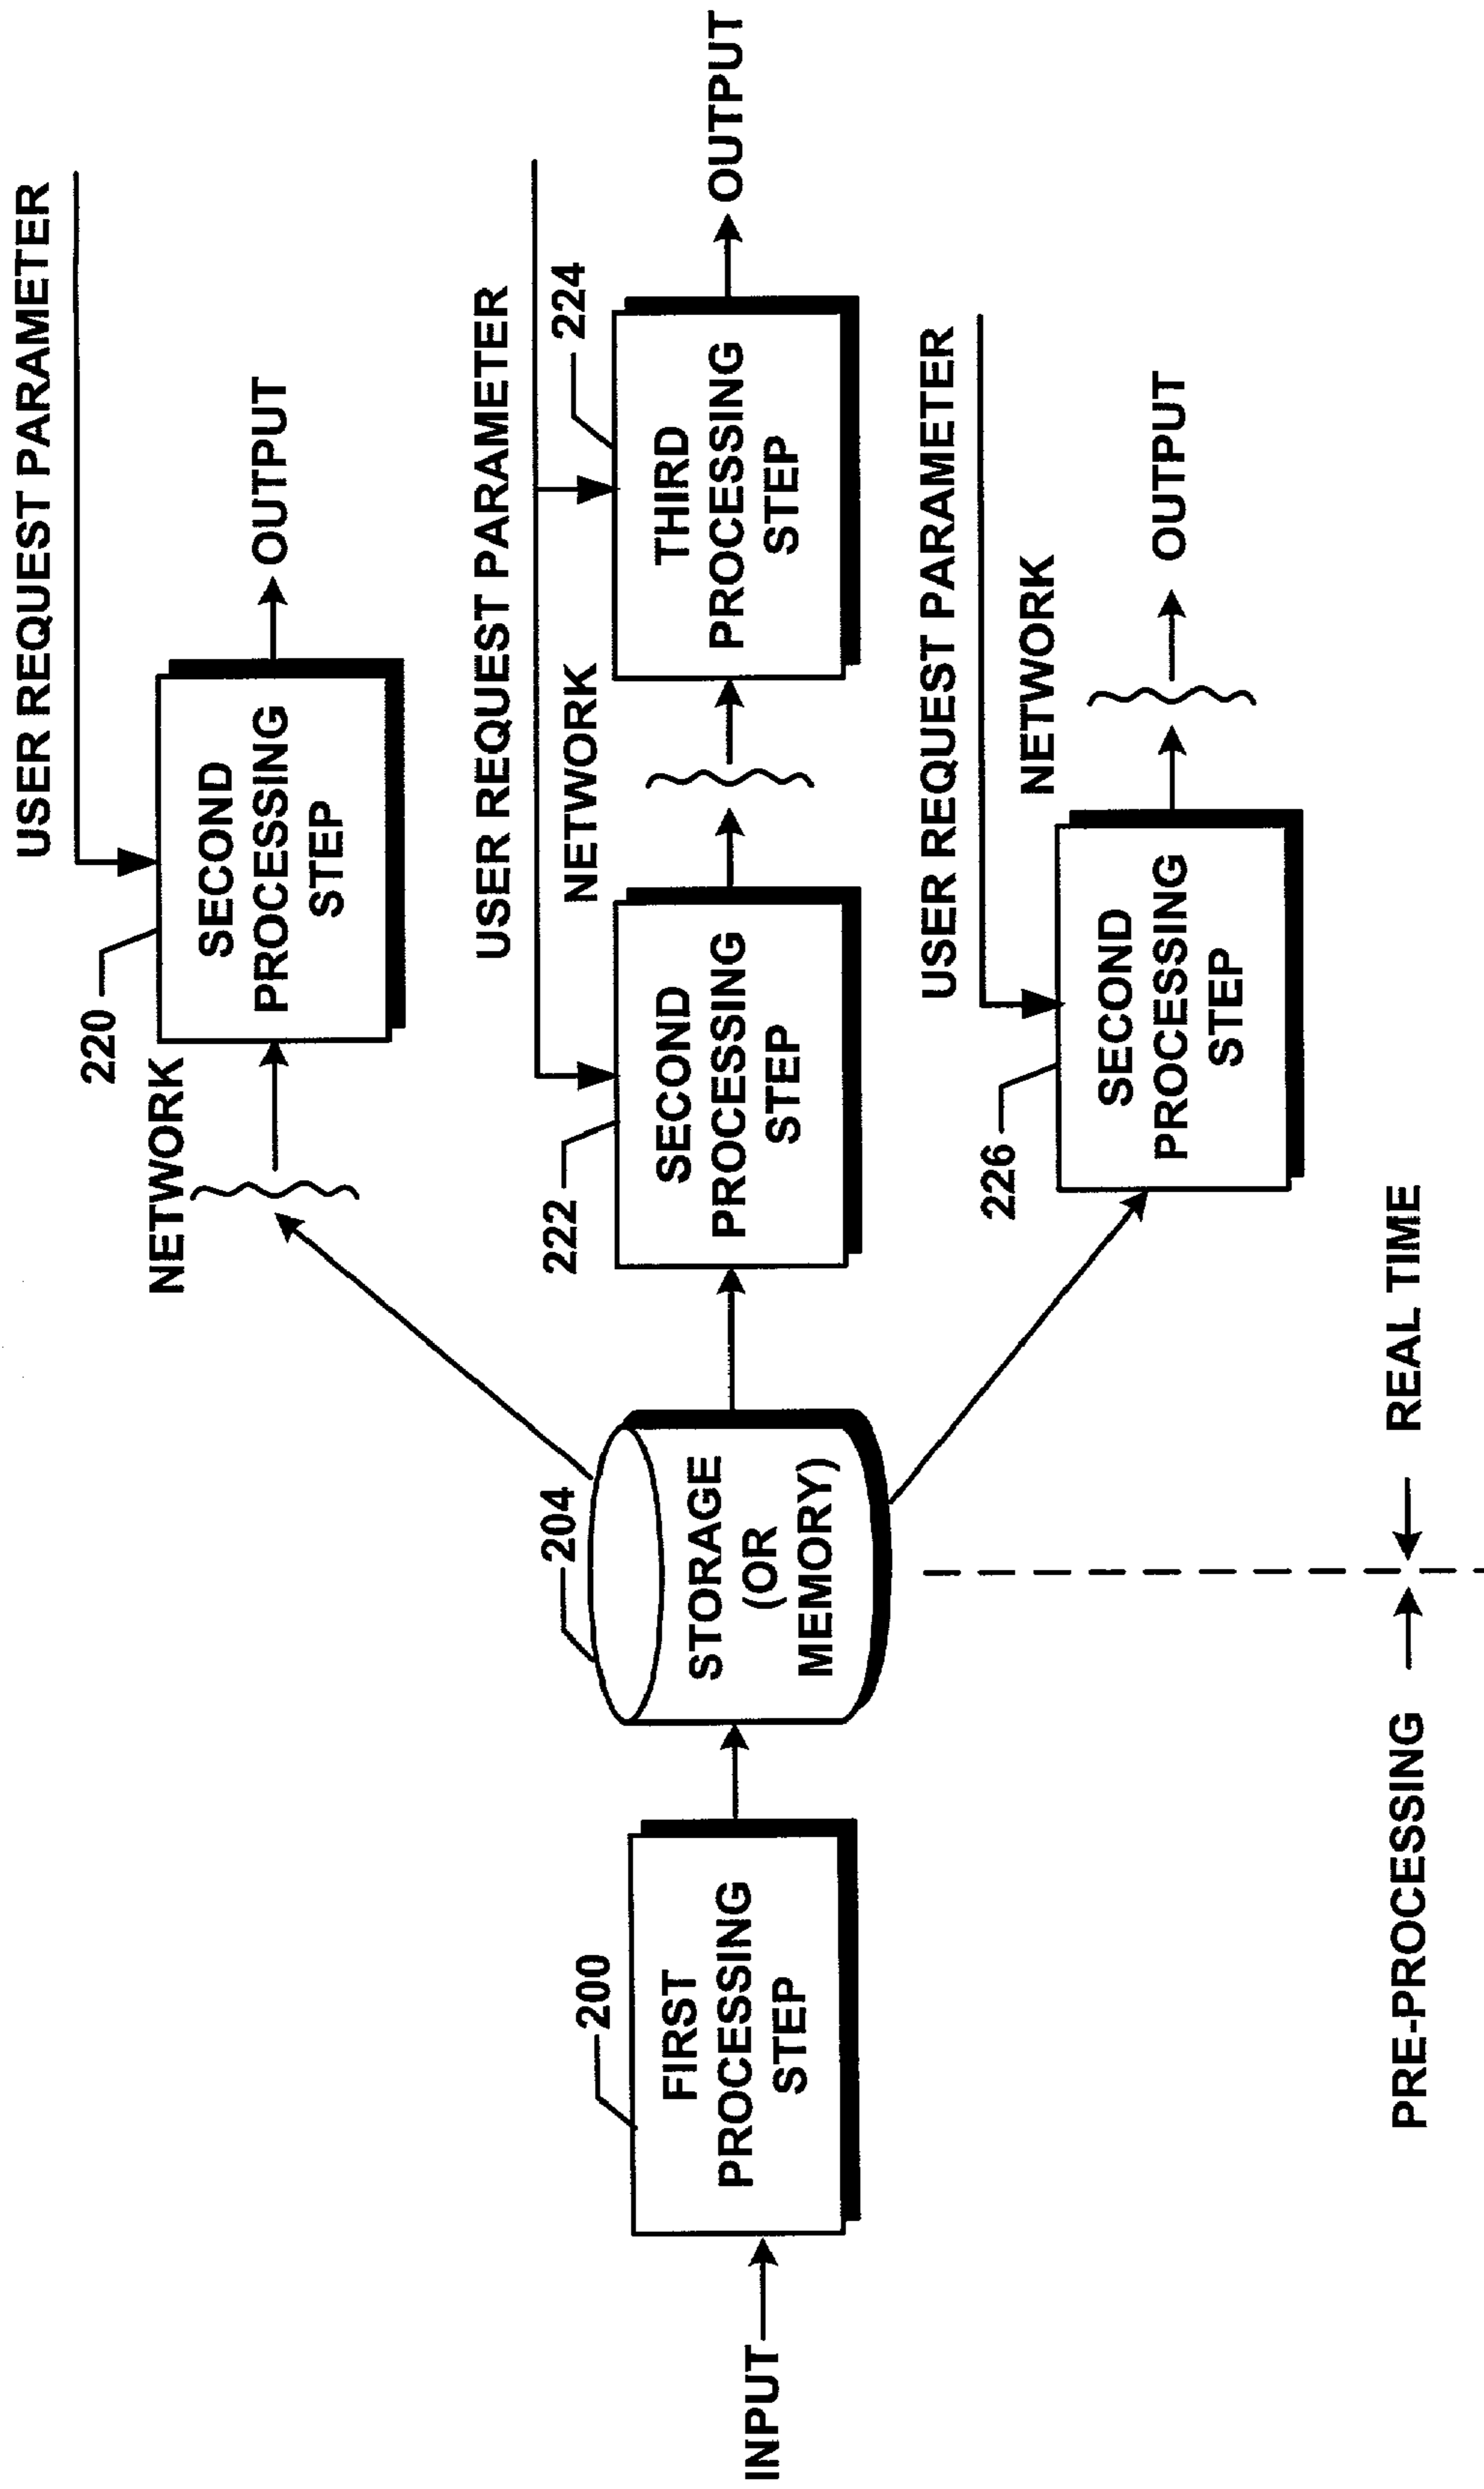 USER REQUEST PARAMETER
220
NETWORK
SECOND
PROCESSING
STEP
OUTPUT
USER REQUEST PARAMETER
204
222
NETWORK
224
200
INPUT
FIRST
PROCESSING
STEP
STORAGE
(OR
MEMORY)
SECOND
PROCESSING
STEP
THIRD
PROCESSING
STEP
OUTPUT
USER REQUEST PARAMETER
226
NETWORK
SECOND
PROCESSING
STEP
OUTPUT
PRE-PROCESSING
REAL TIME